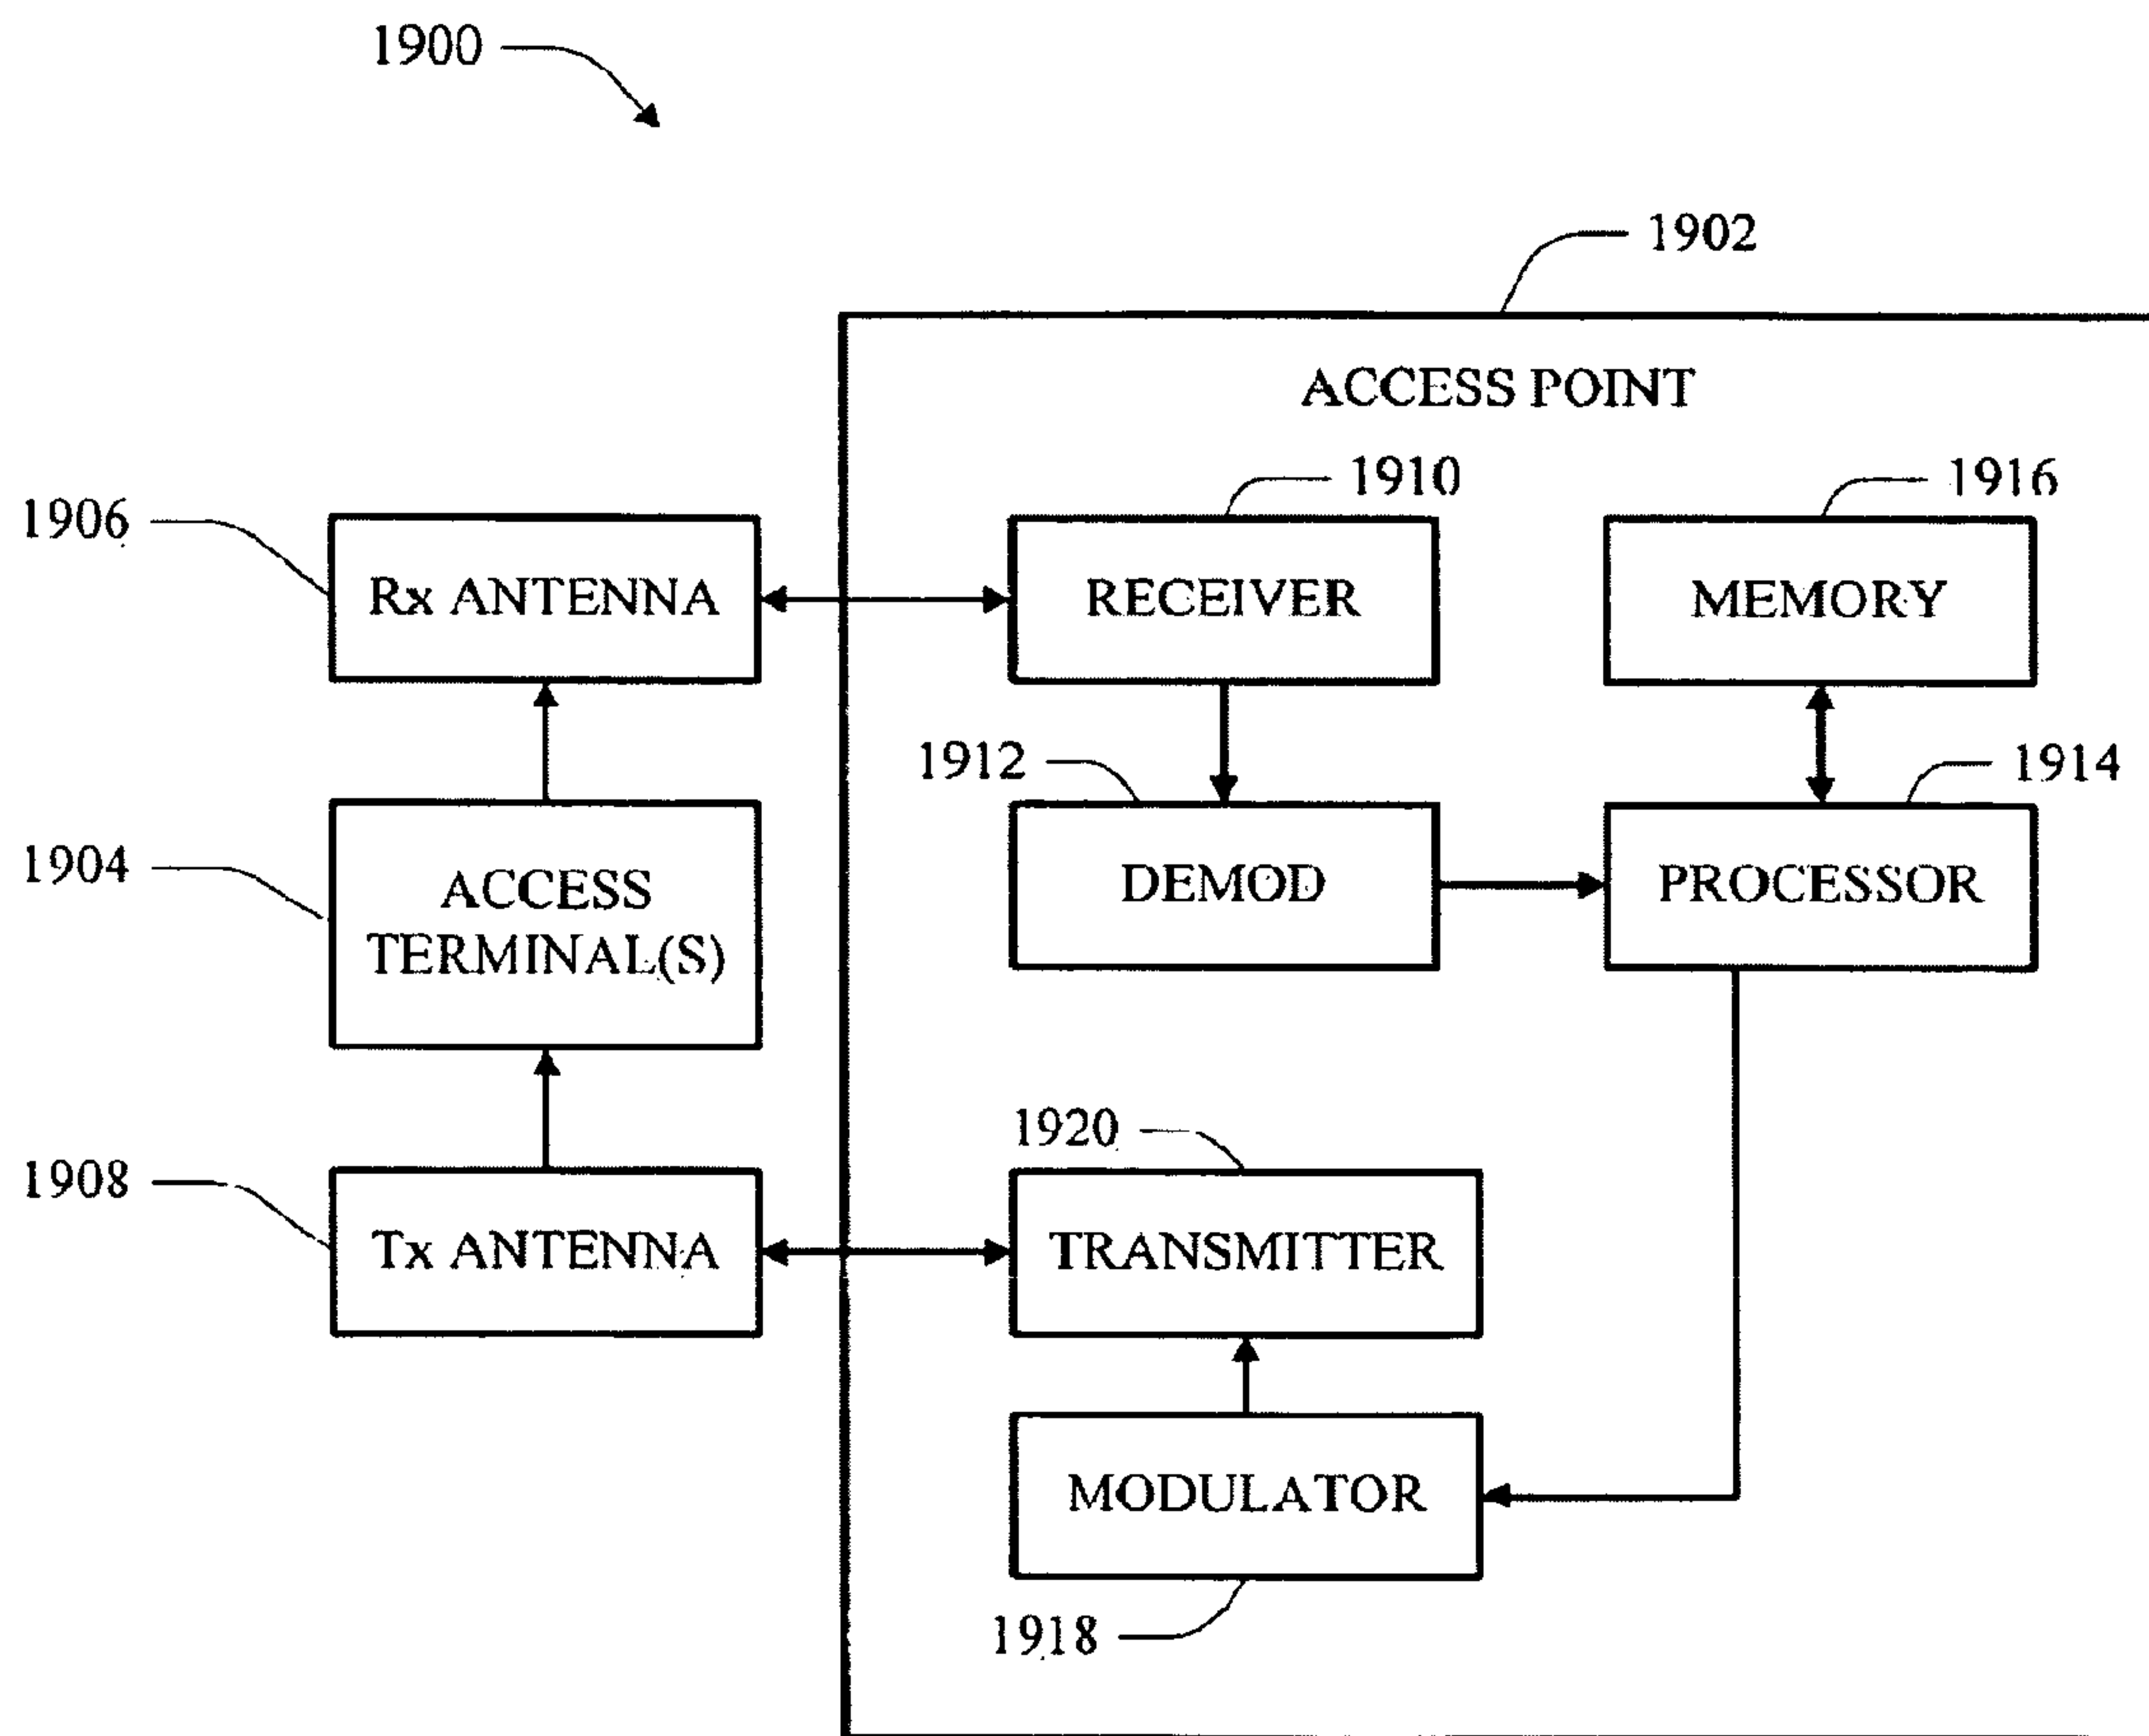 1900
1902
ACCESS POINT
1906
Rx ANTENNA
1910
RECEIVER
1916
MEMORY
1904
ACCESS
TERMINAL(S)
1912
DEMOD
1914
PROCESSOR
1908
Tx ANTENNA
1920
TRANSMITTER
MODULATOR
1918